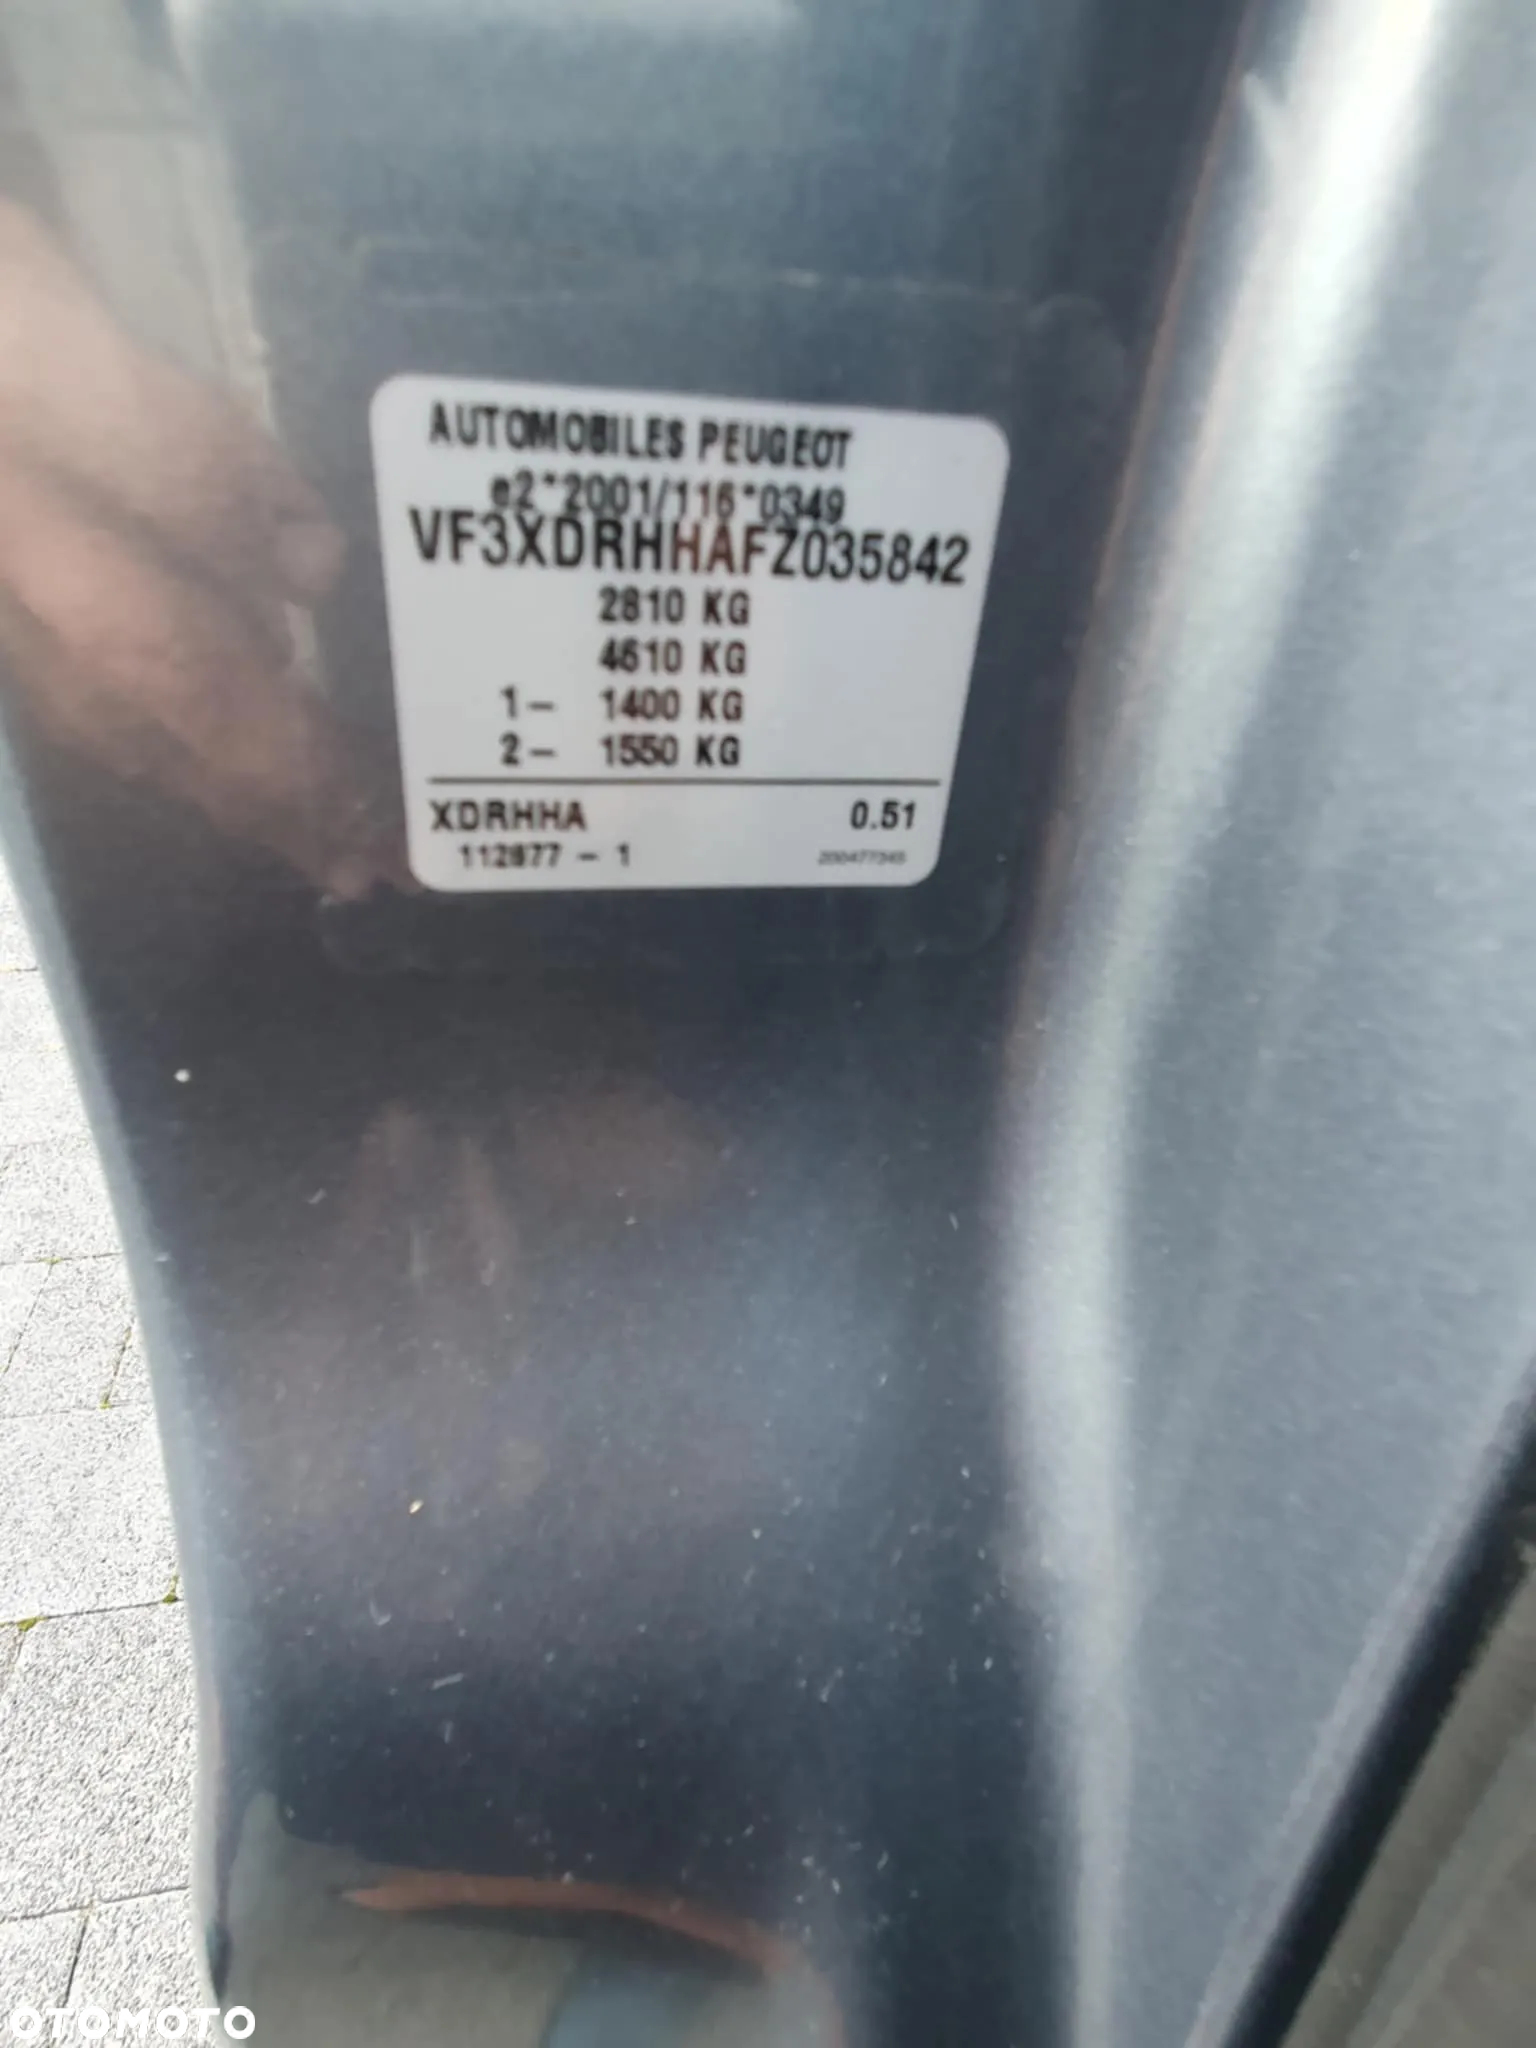 AUTOMOBILES PEUGEOT
e2*2001/116*0349
VF3XDRHHAFZ035842
2810 KG
4610 KG
1- 1400 KG
2- 1550 KG
XDRHHA 0.51
112877 - 1
OTOMOTO